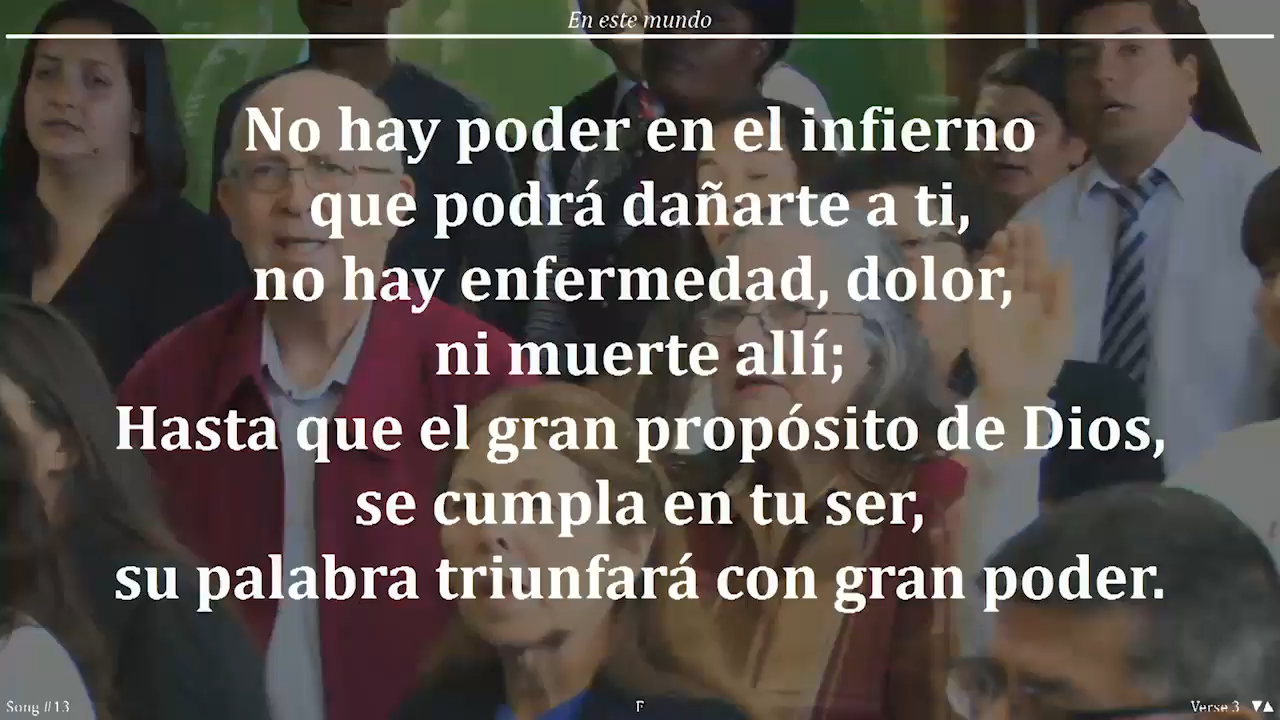 En este mundo
No hay poder en el infierno
que podrá dañarte a ti,
no hay enfermedad, dolor,
ni muerte allí;
Hasta que el gran propósito de Dios,
se cumpla en tu ser,
su palabra triunfará con gran poder.
Song #13
F
Verse 3 ▼▲